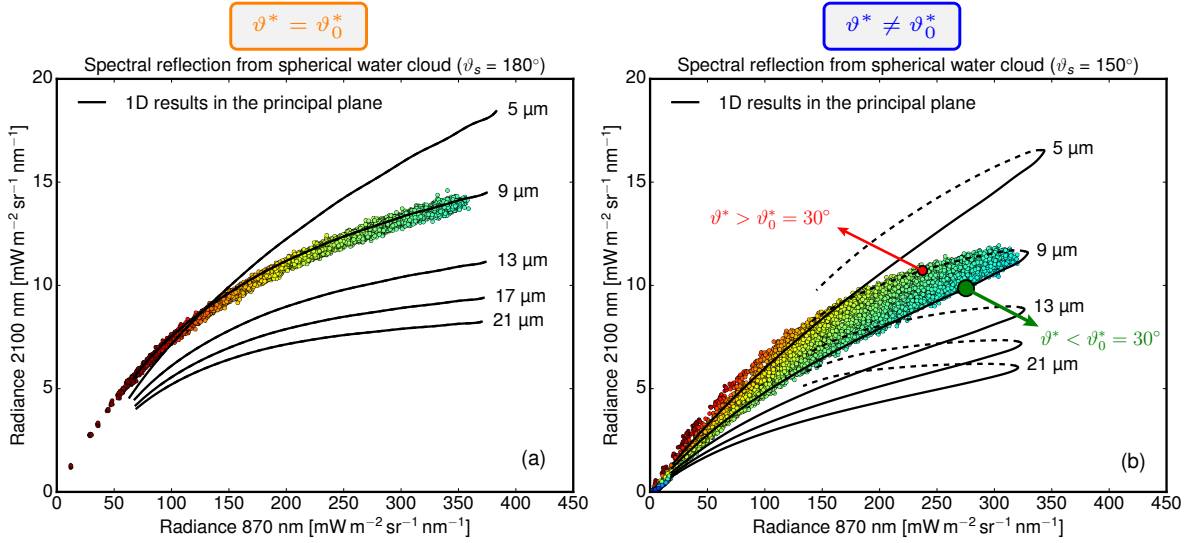 ϑ* = ϑ₀*
Spectral reflection from spherical water cloud (ϑₛ = 180°)
1D results in the principal plane
5 µm
9 µm
13 µm
17 µm
21 µm
(a)
Radiance 2100 nm [mW m⁻² sr⁻¹ nm⁻¹]
20
15
10
5
0
0 50 100 150 200 250 300 350 400 450
Radiance 870 nm [mW m⁻² sr⁻¹ nm⁻¹]
ϑ* ≠ ϑ₀*
Spectral reflection from spherical water cloud (ϑₛ = 150°)
1D results in the principal plane
5 µm
ϑ* > ϑ₀* = 30°
9 µm
13 µm
ϑ* < ϑ₀* = 30°
21 µm
(b)
Radiance 2100 nm [mW m⁻² sr⁻¹ nm⁻¹]
20
15
10
5
0
0 50 100 150 200 250 300 350 400 450
Radiance 870 nm [mW m⁻² sr⁻¹ nm⁻¹]